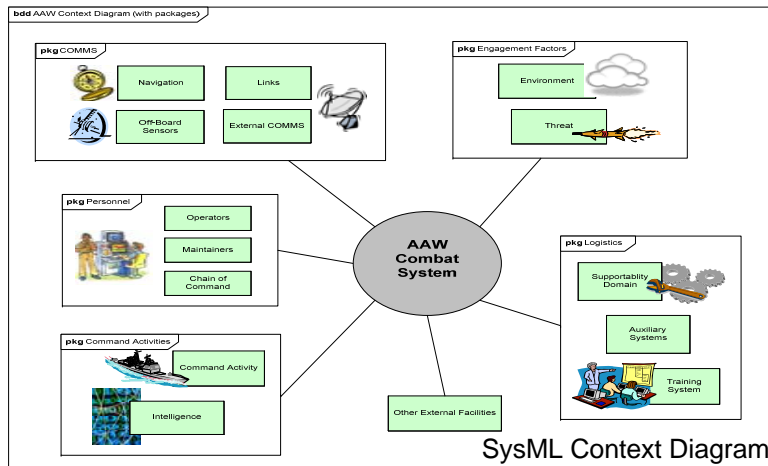 bdd AAW Context Diagram (with packages)
pkg COMMS
Navigation
Links
Off-Board
Sensors
External COMMS
pkg Engagement Factors
Environment
Threat
pkg Personnel
Operators
Maintainers
Chain of
Command
AAW
Combat
System
pkg Logistics
Supportablity
Domain
Auxiliary
Systems
Training
System
pkg Command Activities
Command Activity
Intelligence
Other External Facilities
SysML Context Diagram